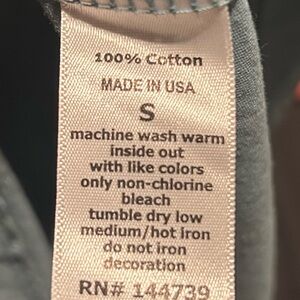 100% Cotton
MADE IN USA
S
machine wash warm
inside out
with like colors
only non-chlorine
bleach
tumble dry low
medium/hot iron
do not iron
decoration
RN# 144739